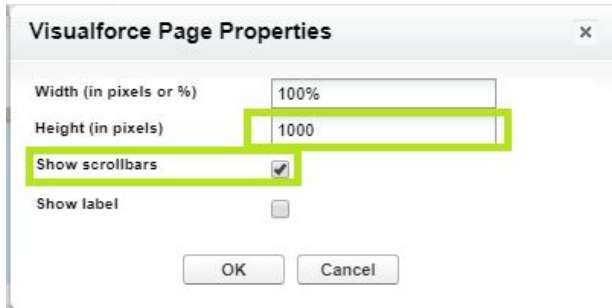 Visualforce Page Properties
Width (in pixels or %) 100%
Height (in pixels) 1000
Show scrollbars
Show label
OK Cancel